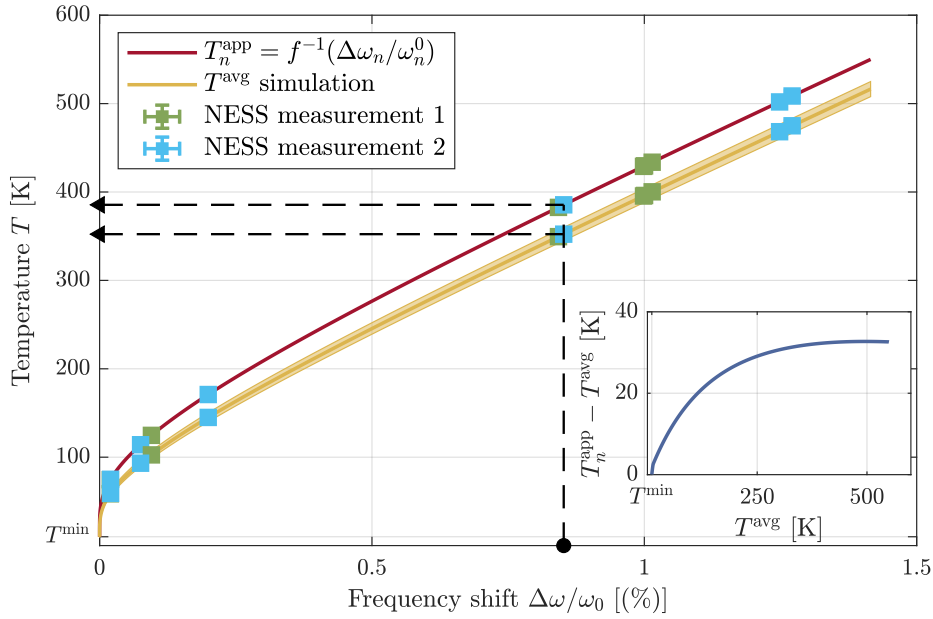 600
500
400
300
200
100
T^min
Temperature T [K]
T_n^app = f^−1(Δω_n/ω_n^0)
T^avg simulation
NESS measurement 1
NESS measurement 2
40
20
0
T_n^app − T^avg [K]
T^min 250 500
T^avg [K]
0 0.5 1 1.5
Frequency shift Δω/ω_0 [(%)]